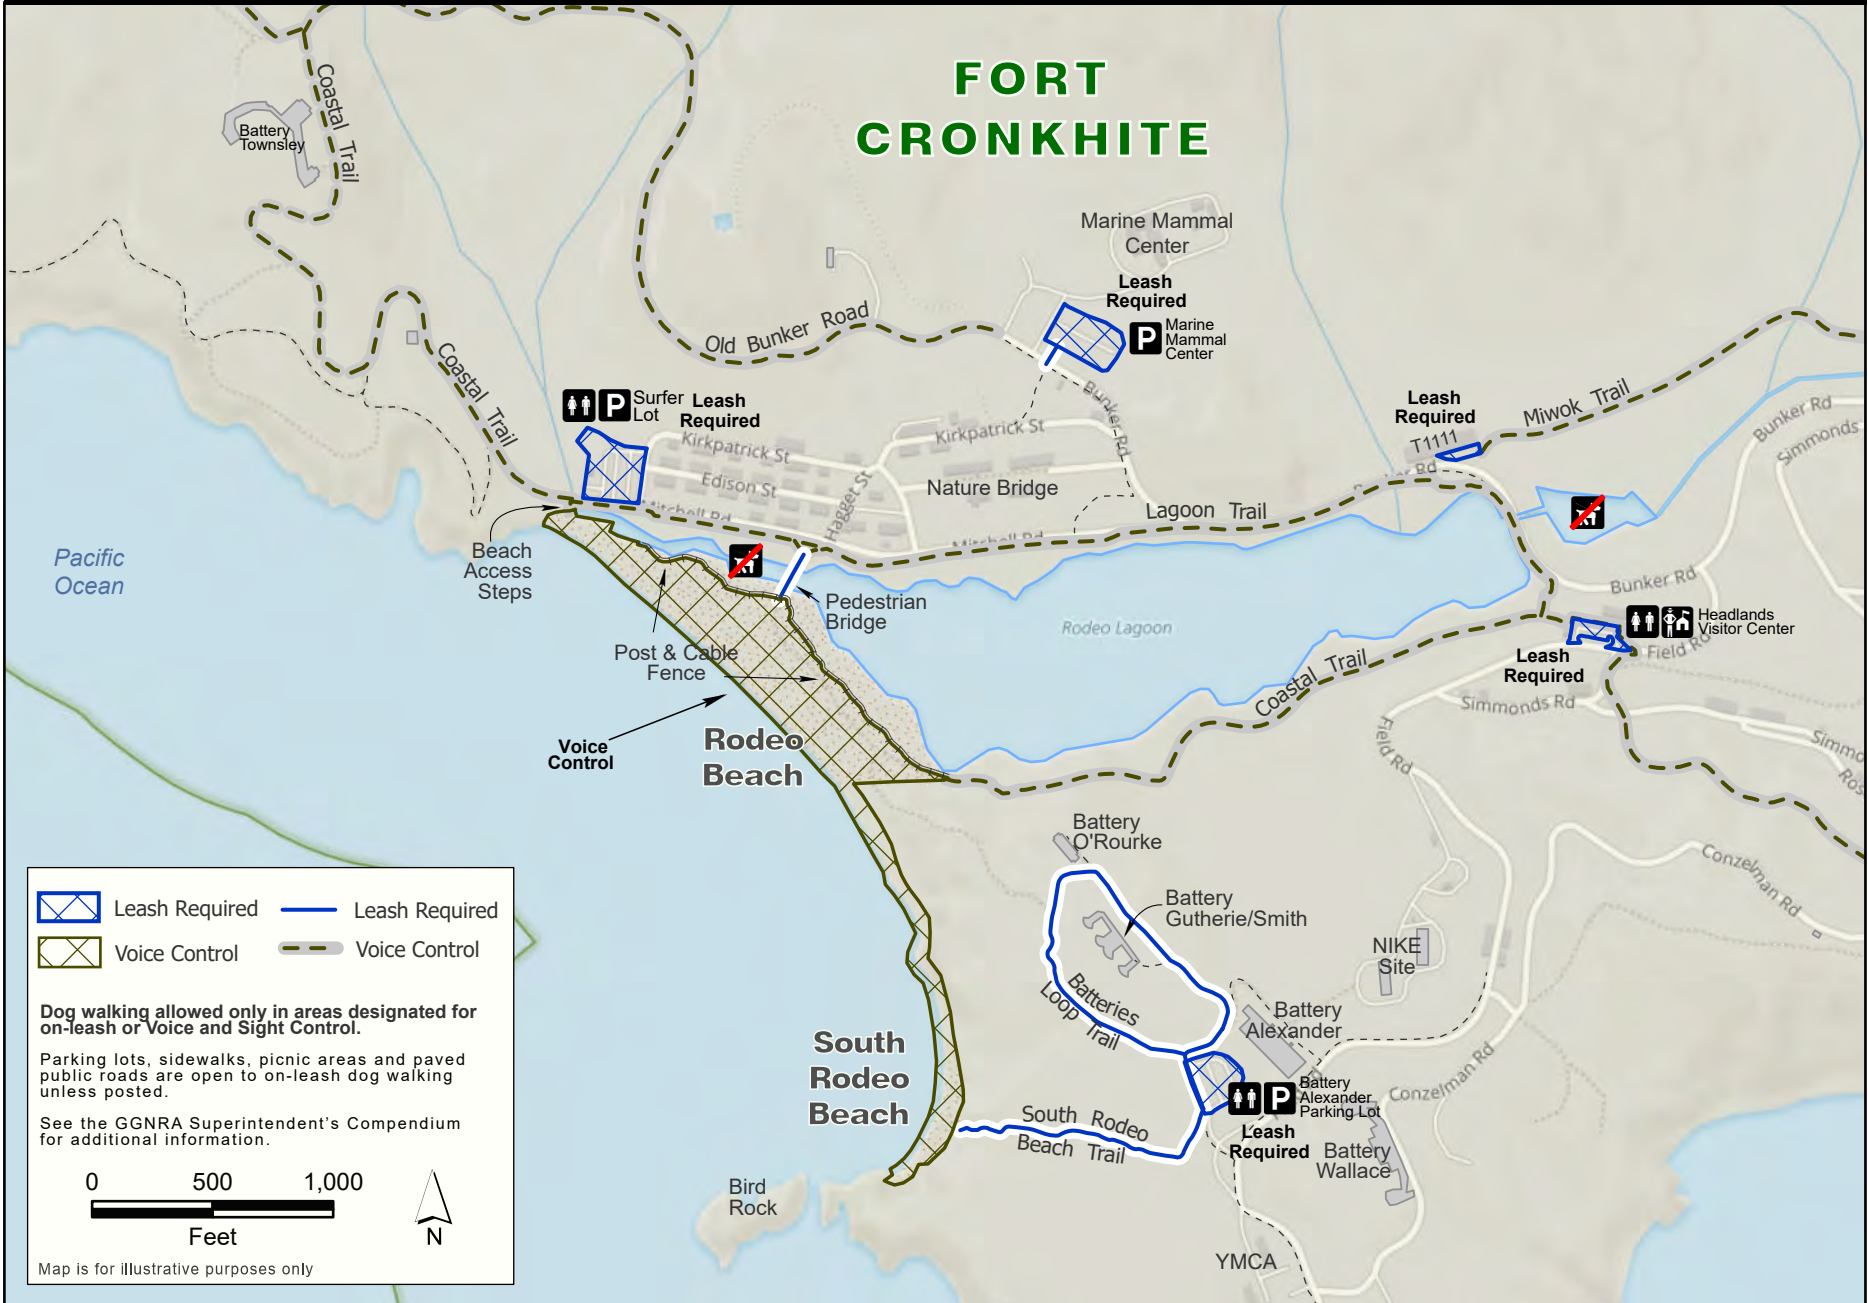 FORT
CRONKHITE
Coastal Trail
Battery
Townsley
Marine Mammal
Center
Leash
Required
P
Marine
Mammal
Center
Old Bunker Road
Bunker Rd
Coastal Trail
P
Surfer
Lot
Leash
Required
Kirkpatrick St
Kirkpatrick St
Edison St
Mitchell Rd
Hagget St
Nature Bridge
Mitchell Rd
Lagoon Trail
Leash
Required
T1111
Miwok Trail
Bunker Rd
Simmonds
Bunker Rd
Pacific
Ocean
Beach
Access
Steps
Pedestrian
Bridge
Post & Cable
Fence
Rodeo Lagoon
Coastal Trail
Headlands
Visitor Center
Field Rd
Leash
Required
Simmonds Rd
Field Rd
Voice
Control
Rodeo
Beach
Battery
O'Rourke
Battery
Gutherie/Smith
Conzelman Rd
NIKE
Site
Batteries
Loop Trail
Battery
Alexander
Conzelman Rd
South
Rodeo
Beach
South Rodeo
Beach Trail
P
Battery
Alexander
Parking Lot
Leash
Required
Battery
Wallace
Bird
Rock
YMCA
Leash Required
Leash Required
Voice Control
Voice Control
Dog walking allowed only in areas designated for
on-leash or Voice and Sight Control.
Parking lots, sidewalks, picnic areas and paved
public roads are open to on-leash dog walking
unless posted.
See the GGNRA Superintendent's Compendium
for additional information.
0 500 1,000
Feet
N
Map is for illustrative purposes only